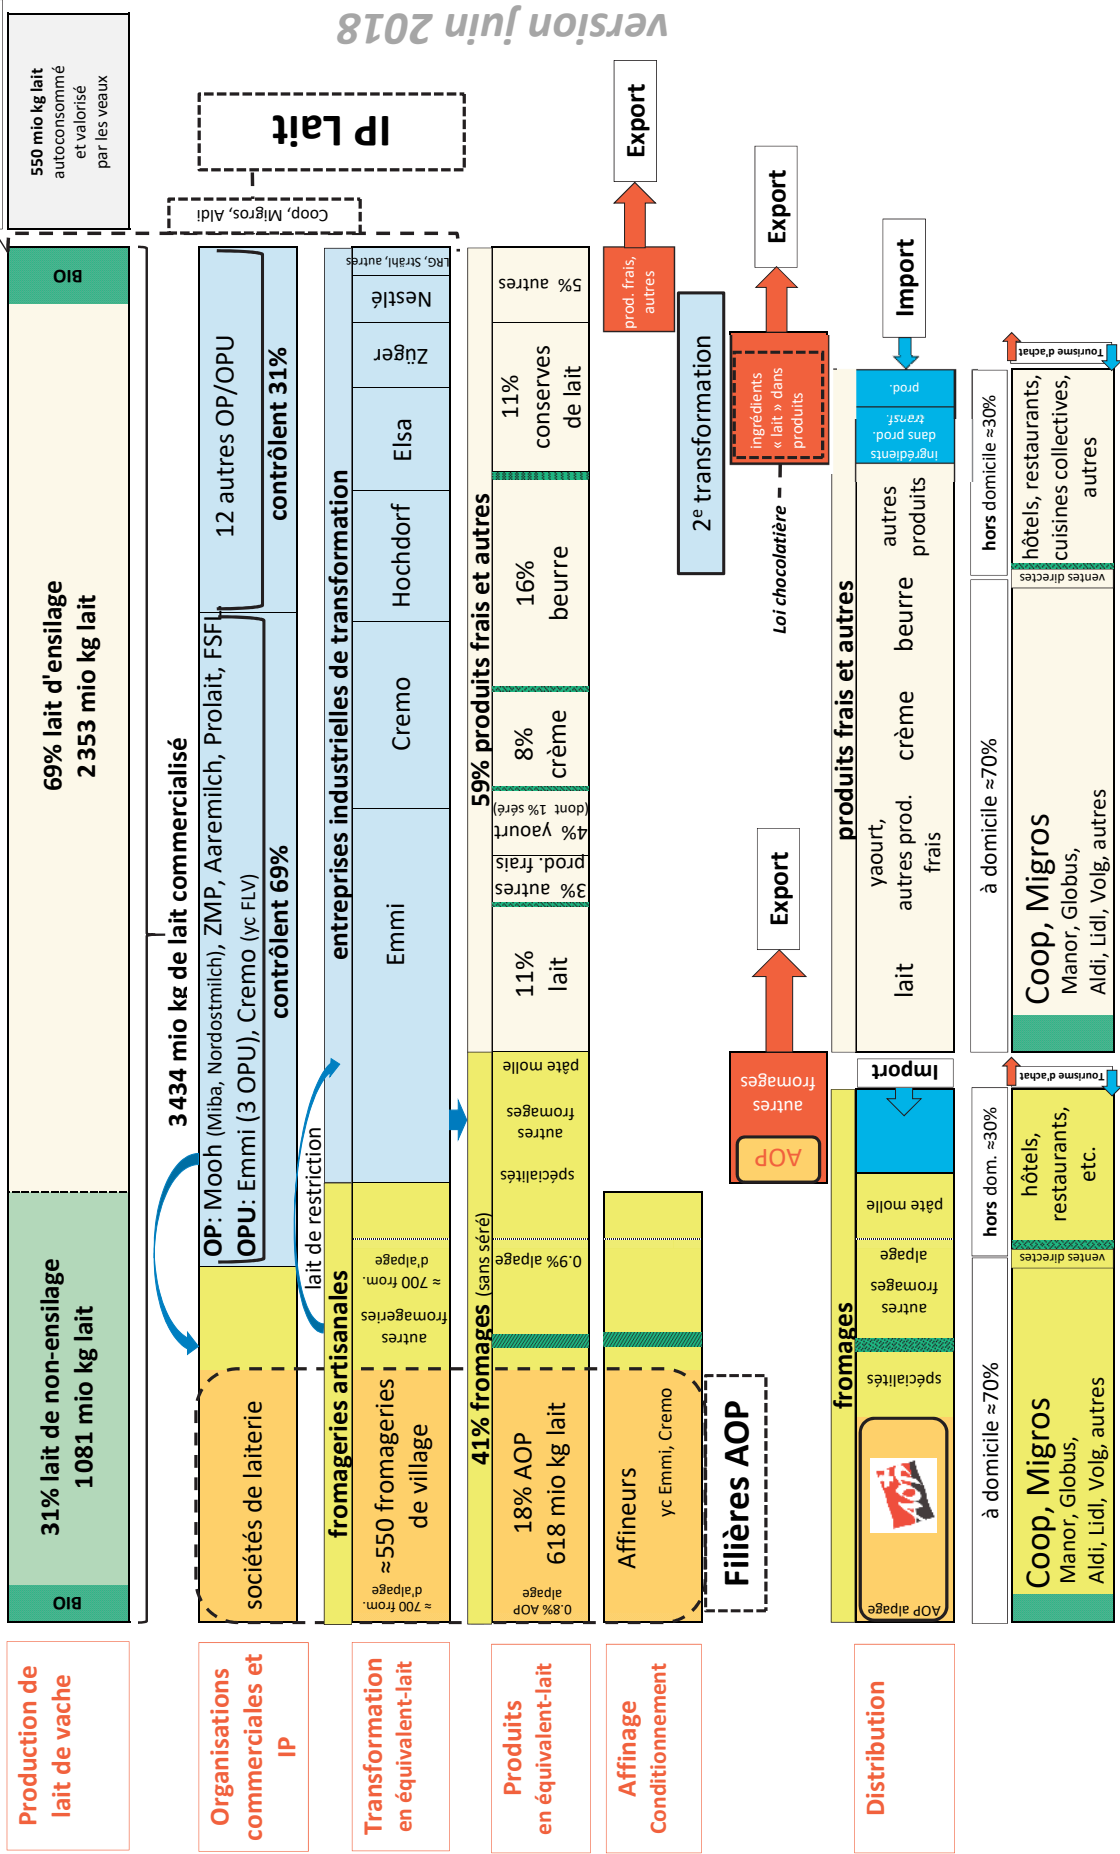 version juin 2018
Production de
lait de vache
BIO
31% lait de non-ensilage
1081 mio kg lait
69% lait d'ensilage
2353 mio kg lait
BIO
550 mio kg lait
autoconsommé
et valorisé
par les veaux
3434 mio kg de lait commercialisé
Organisations
commerciales et
IP
sociétés de laiterie
OP: Mooh (Miba, Nordostmilch), ZMP, Aaremilch, Prolait, FSFL
OPU: Emmi (3 OPU), Cremo (yc FLV)
contrôlent 69%
12 autres OP/OPU
contrôlent 31%
Coop, Migros, Aldi
IP Lait
lait de restriction
Transformation
en équivalent-lait
fromageries artisanales
entreprises industrielles de transformation
≈ 700 from.
d'alpage
≈550 fromageries
de village
autres
fromageries
≈ 700 from.
d'alpage
Emmi
Cremo
Hochdorf
Elsa
Züger
Nestlé
LRG, Strähl, autres
Produits
en équivalent-lait
41% fromages (sans séré)
59% produits frais et autres
0.8% AOP
alpage
18% AOP
618 mio kg lait
0.9% alpage
spécialités
autres
fromages
pâte molle
11%
lait
3% autres
prod. frais
4% yaourt
(dont 1% séré)
8%
crème
16%
beurre
11%
conserves
de lait
5% autres
Affinage
Conditionnement
Affineurs
yc Emmi, Cremo
prod. frais,
autres
Export
Filières AOP
2e transformation
AOP
autres
fromages
Export
Loi chocolatière
ingrédients
« lait » dans
produits
Export
Distribution
fromages
produits frais et autres
AOP alpage
AOP
spécialités
autres
fromages
alpage
pâte molle
Import
lait
yaourt,
autres prod.
frais
crème
beurre
autres
produits
ingrédients
dans prod.
transf.
prod.
Import
à domicile ≈70%
hors dom. ≈30%
à domicile ≈70%
hors domicile ≈30%
Coop, Migros
Manor, Globus,
Aldi, Lidl, Volg, autres
ventes directes
hôtels,
restaurants,
etc.
Tourisme d'achat
Coop, Migros
Manor, Globus,
Aldi, Lidl, Volg, autres
ventes directes
hôtels, restaurants,
cuisines collectives,
autres
Tourisme d'achat